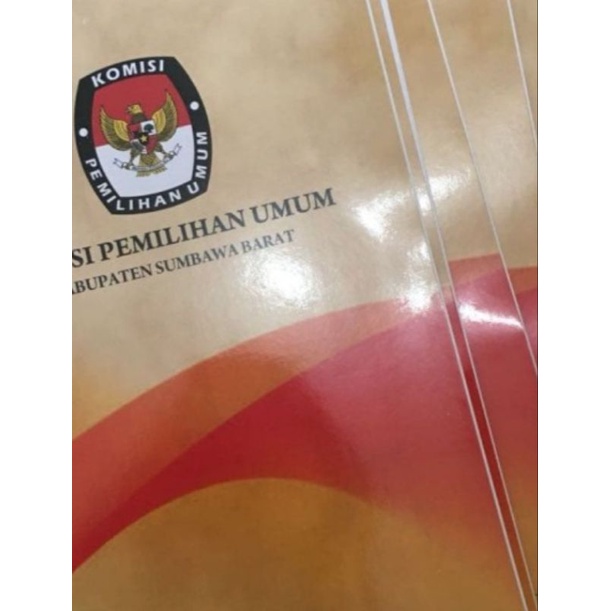 KOMISI
PEMILIHAN UMUM
SI PEMILIHAN UMUM
ABUPATEN SUMBAWA BARAT